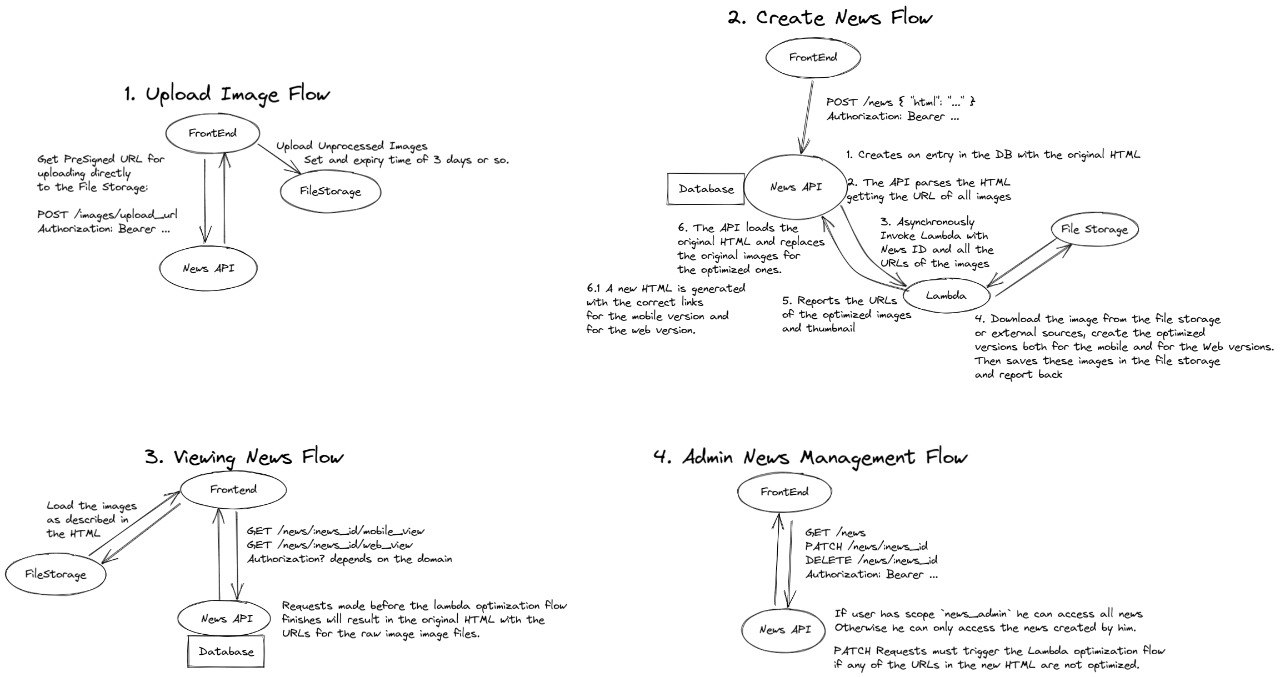 1. Upload Image Flow
FrontEnd
Get PreSigned URL for
uploading directly
to the File Storage:
POST /images/upload_url
Authorization: Bearer ...
Upload Unprocessed Images
Set and expiry time of 3 days or so.
FileStorage
News API
2. Create News Flow
FrontEnd
POST /news { "html": "..." }
Authorization: Bearer ...
Database
News API
1. Creates an entry in the DB with the original HTML
2. The API parses the HTML
getting the URL of all images
3. Asynchronously
Invoke Lambda with
News ID and all the
URLs of the images
File Storage
Lambda
4. Download the image from the file storage
or external sources, create the optimized
versions both for the mobile and for the Web versions.
Then saves these images in the file storage
and report back
5. Reports the URLs
of the optimized images
and thumbnail
6. The API loads the
original HTML and replaces
the original images for
the optimized ones.
6.1 A new HTML is generated
with the correct links
for the mobile version and
for the web version.
3. Viewing News Flow
Frontend
Load the images
as described in
the HTML
FileStorage
GET /news/:news_id/mobile_view
GET /news/:news_id/web_view
Authorization? depends on the domain
News API
Database
Requests made before the lambda optimization flow
finishes will result in the original HTML with the
URLs for the raw image image files.
4. Admin News Management Flow
FrontEnd
GET /news
PATCH /news/:news_id
DELETE /news/:news_id
Authorization: Bearer ...
News API
If user has scope `news_admin` he can access all news
Otherwise he can only access the news created by him.
PATCH Requests must trigger the Lambda optimization flow
if any of the URLs in the new HTML are not optimized.